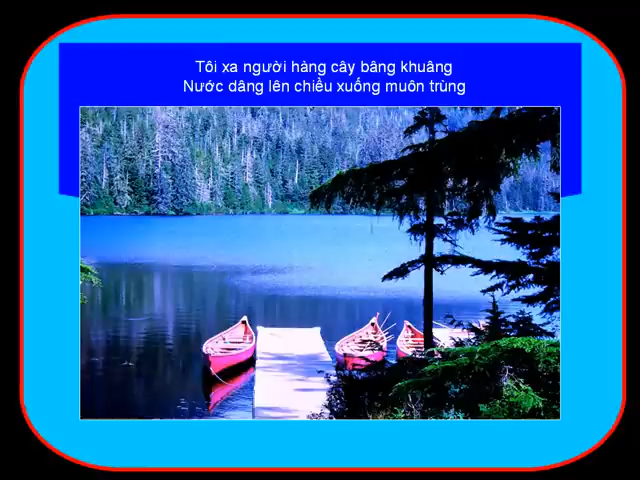 Tôi xa người hàng cây bâng khuâng
Nước dâng lên chiều xuống muôn trùng